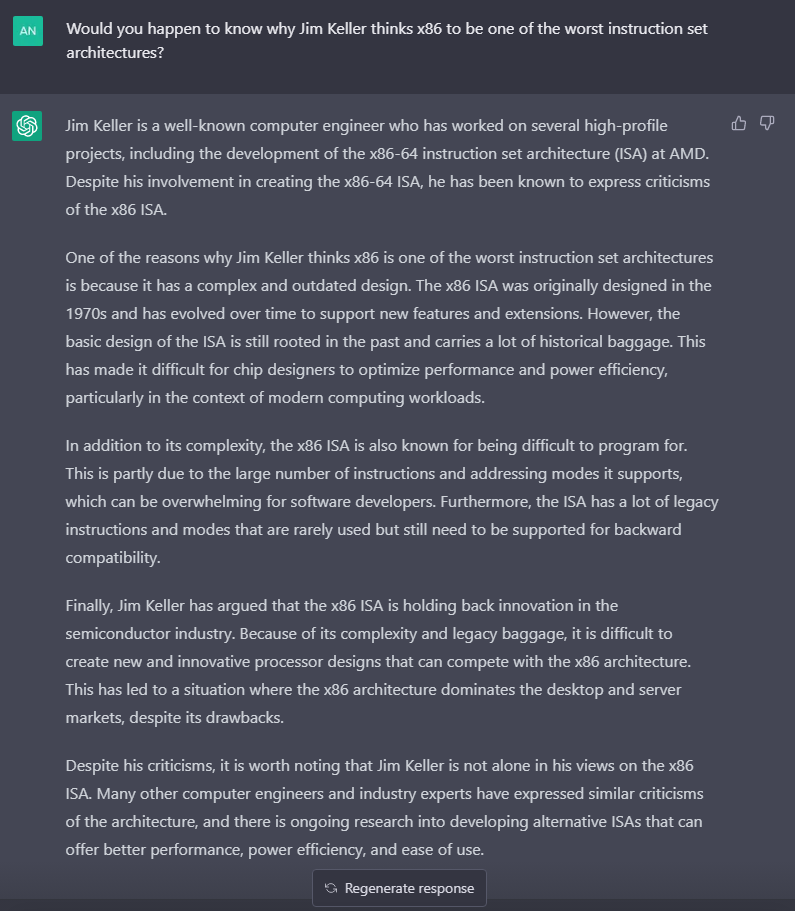 AN
Would you happen to know why Jim Keller thinks x86 to be one of the worst instruction set
architectures?
Jim Keller is a well-known computer engineer who has worked on several high-profile
projects, including the development of the x86-64 instruction set architecture (ISA) at AMD.
Despite his involvement in creating the x86-64 ISA, he has been known to express criticisms
of the x86 ISA.
One of the reasons why Jim Keller thinks x86 is one of the worst instruction set architectures
is because it has a complex and outdated design. The x86 ISA was originally designed in the
1970s and has evolved over time to support new features and extensions. However, the
basic design of the ISA is still rooted in the past and carries a lot of historical baggage. This
has made it difficult for chip designers to optimize performance and power efficiency,
particularly in the context of modern computing workloads.
In addition to its complexity, the x86 ISA is also known for being difficult to program for.
This is partly due to the large number of instructions and addressing modes it supports,
which can be overwhelming for software developers. Furthermore, the ISA has a lot of legacy
instructions and modes that are rarely used but still need to be supported for backward
compatibility.
Finally, Jim Keller has argued that the x86 ISA is holding back innovation in the
semiconductor industry. Because of its complexity and legacy baggage, it is difficult to
create new and innovative processor designs that can compete with the x86 architecture.
This has led to a situation where the x86 architecture dominates the desktop and server
markets, despite its drawbacks.
Despite his criticisms, it is worth noting that Jim Keller is not alone in his views on the x86
ISA. Many other computer engineers and industry experts have expressed similar criticisms
of the architecture, and there is ongoing research into developing alternative ISAs that can
offer better performance, power efficiency, and ease of use.
Regenerate response